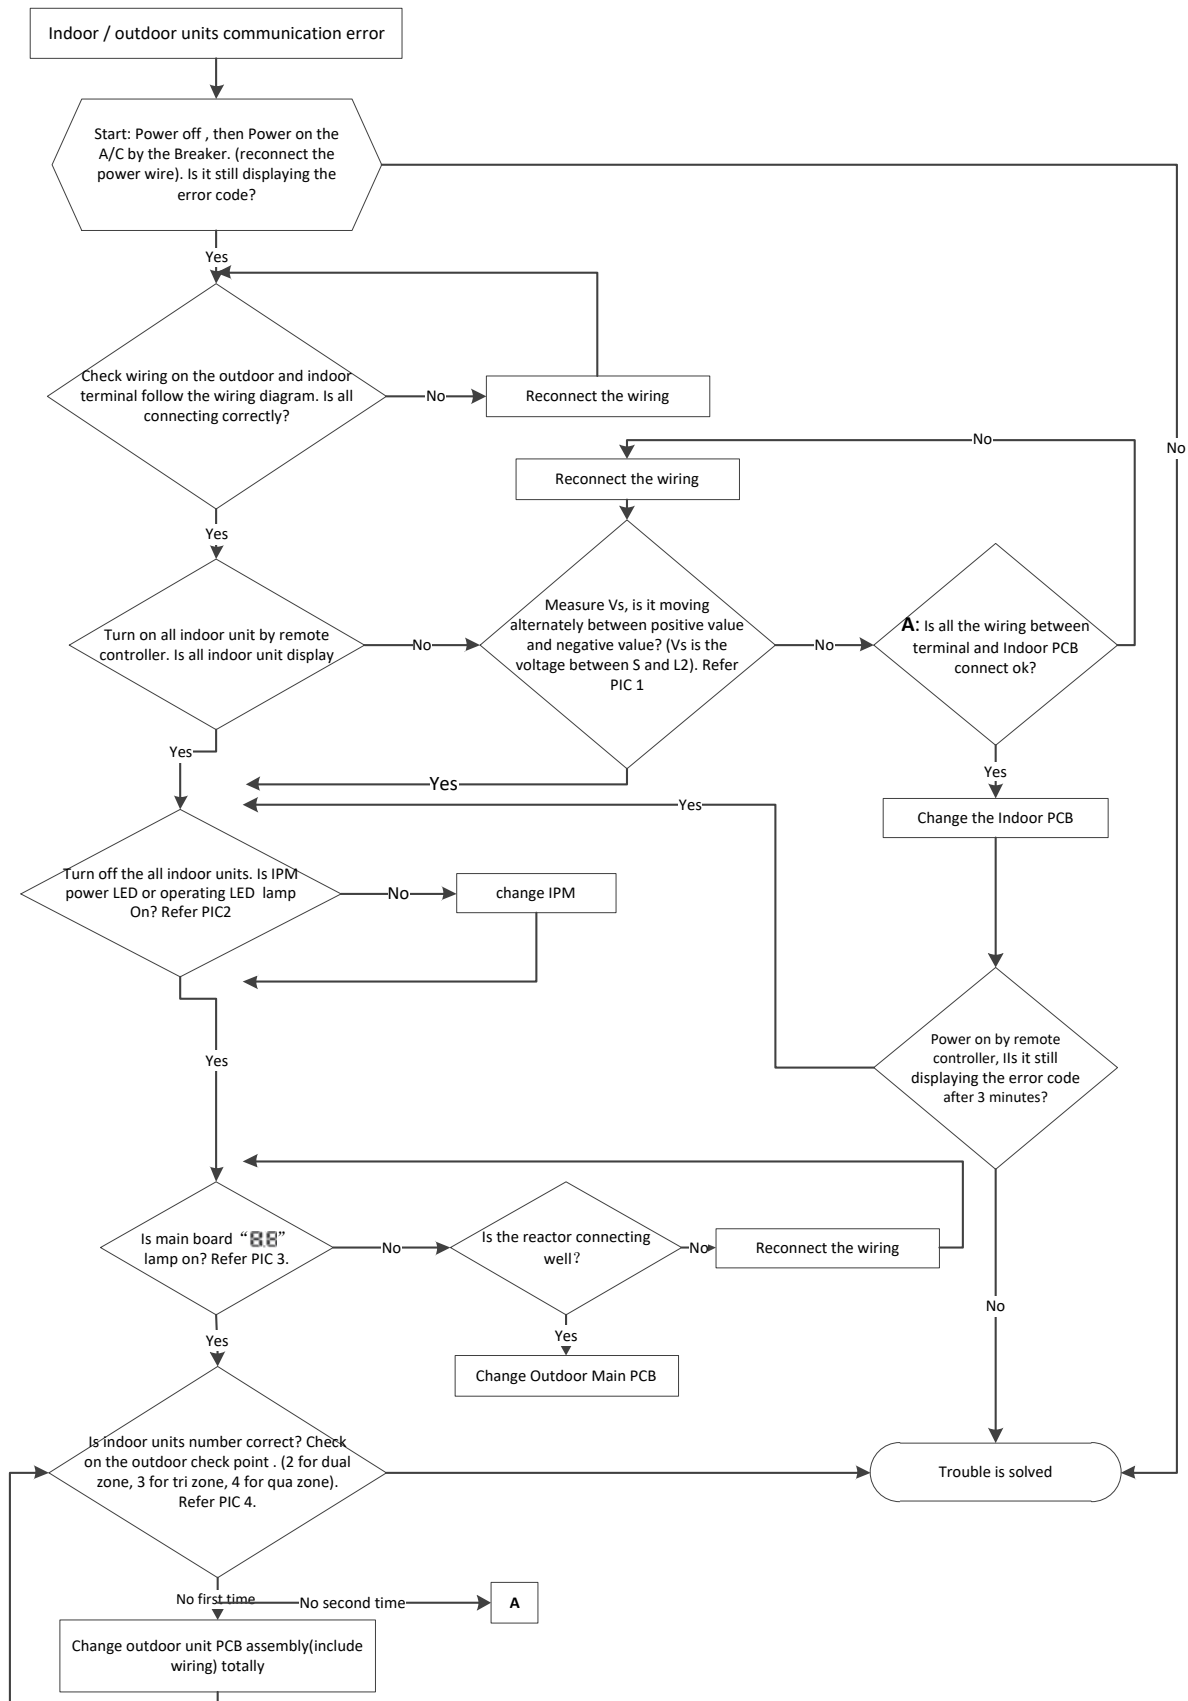 Indoor / outdoor units communication error
Start: Power off , then Power on the
A/C by the Breaker. (reconnect the
power wire). Is it still displaying the
error code?
Yes
No
Check wiring on the outdoor and indoor
terminal follow the wiring diagram. Is all
connecting correctly?
No
Reconnect the wiring
Yes
No
Reconnect the wiring
Turn on all indoor unit by remote
controller. Is all indoor unit display
No
Measure Vs, is it moving
alternately between positive value
and negative value? (Vs is the
voltage between S and L2). Refer
PIC 1
No
A: Is all the wiring between
terminal and Indoor PCB
connect ok?
Yes
Yes
Yes
Yes
Change the Indoor PCB
Turn off the all indoor units. Is IPM
power LED or operating LED lamp
On? Refer PIC2
No
change IPM
Yes
Power on by remote
controller, IIs it still
displaying the error code
after 3 minutes?
Is main board “8.8”
lamp on? Refer PIC 3.
No
Is the reactor connecting
well?
No
Reconnect the wiring
No
Yes
Yes
Change Outdoor Main PCB
Is indoor units number correct? Check
on the outdoor check point . (2 for dual
zone, 3 for tri zone, 4 for qua zone).
Refer PIC 4.
Trouble is solved
No first time
No second time
A
Change outdoor unit PCB assembly(include
wiring) totally